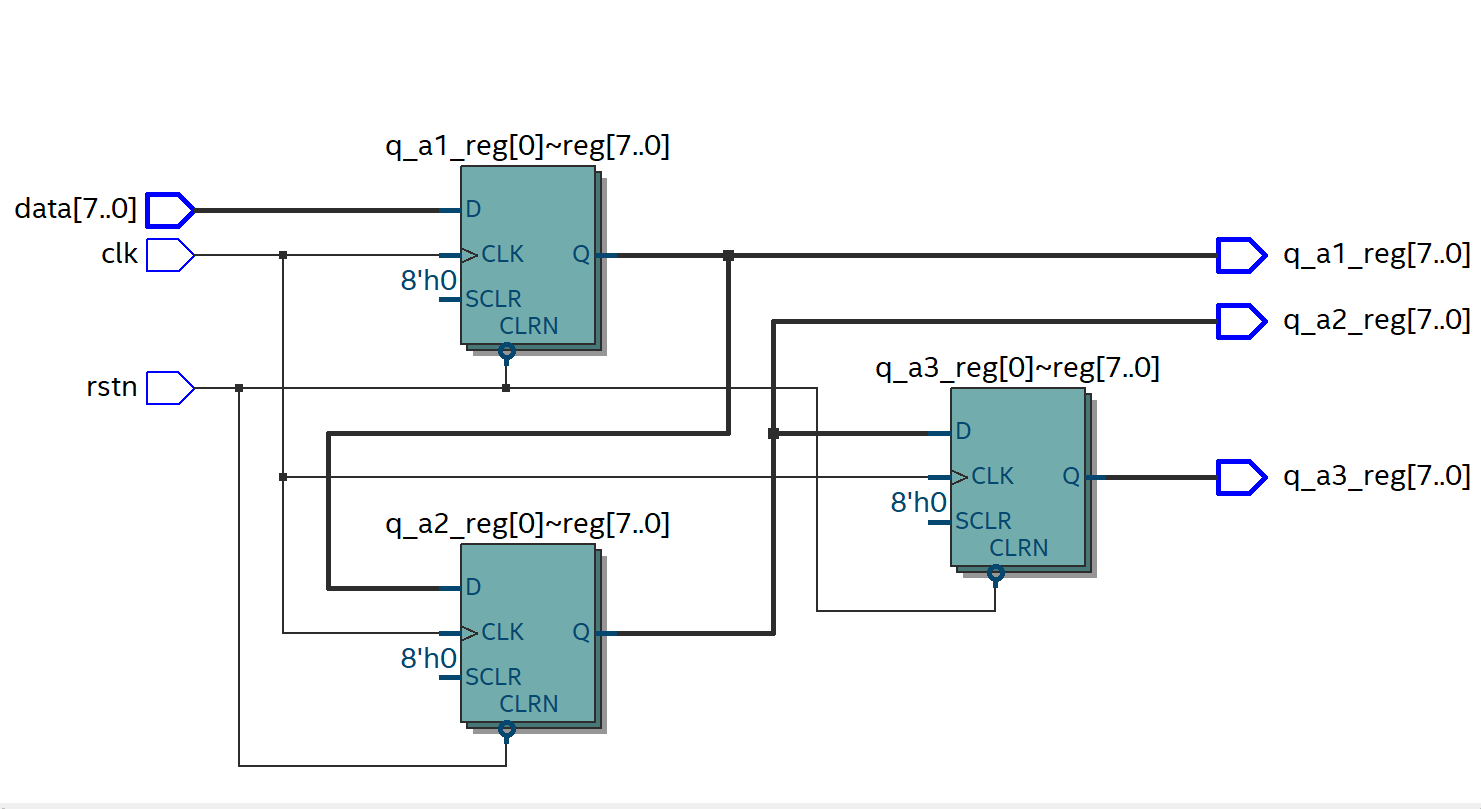 q_a1_reg[0]~reg[7..0]
data[7..0]
D
clk
CLK
Q
q_a1_reg[7..0]
8'h0
SCLR
CLRN
q_a2_reg[7..0]
rstn
q_a3_reg[0]~reg[7..0]
D
CLK
Q
q_a3_reg[7..0]
8'h0
SCLR
CLRN
q_a2_reg[0]~reg[7..0]
D
CLK
Q
8'h0
SCLR
CLRN